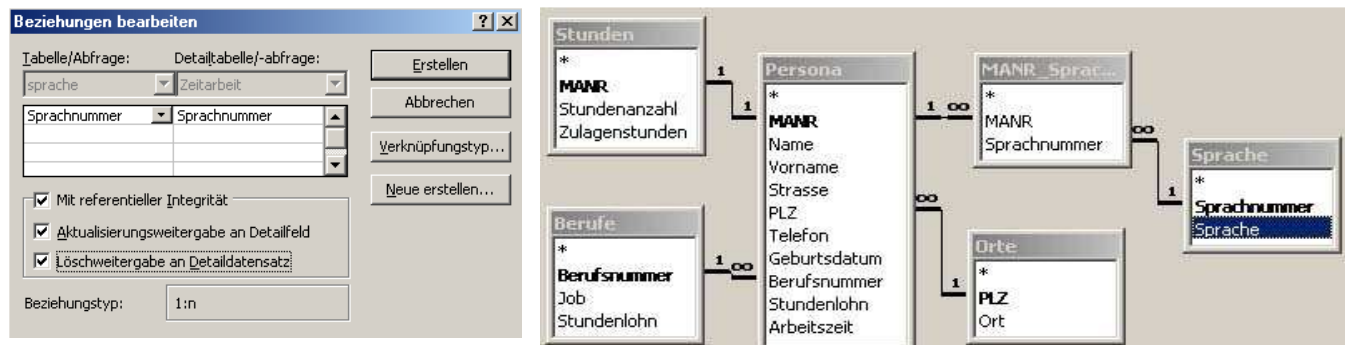 Beziehungen bearbeiten
Tabelle/Abfrage: Detailtabelle/-abfrage:
sprache Zeitarbeit
Sprachnummer Sprachnummer
Mit referentieller Integrität
Aktualisierungsweitergabe an Detailfeld
Löschweitergabe an Detaildatensatz
Beziehungstyp: 1:n
Erstellen
Abbrechen
Verknüpfungstyp...
Neue erstellen...
Stunden
*
MANR
Stundenanzahl
Zulagenstunden
1
1
Berufe
*
Berufsnummer
Job
Stundenlohn
1 ∞
Persona
*
MANR
Name
Vorname
Strasse
PLZ
Telefon
Geburtsdatum
Berufsnummer
Stundenlohn
Arbeitszeit
1 ∞
∞
1
MANR_Sprac...
*
MANR
Sprachnummer
∞
1
Orte
*
PLZ
Ort
Sprache
*
Sprachnummer
Sprache